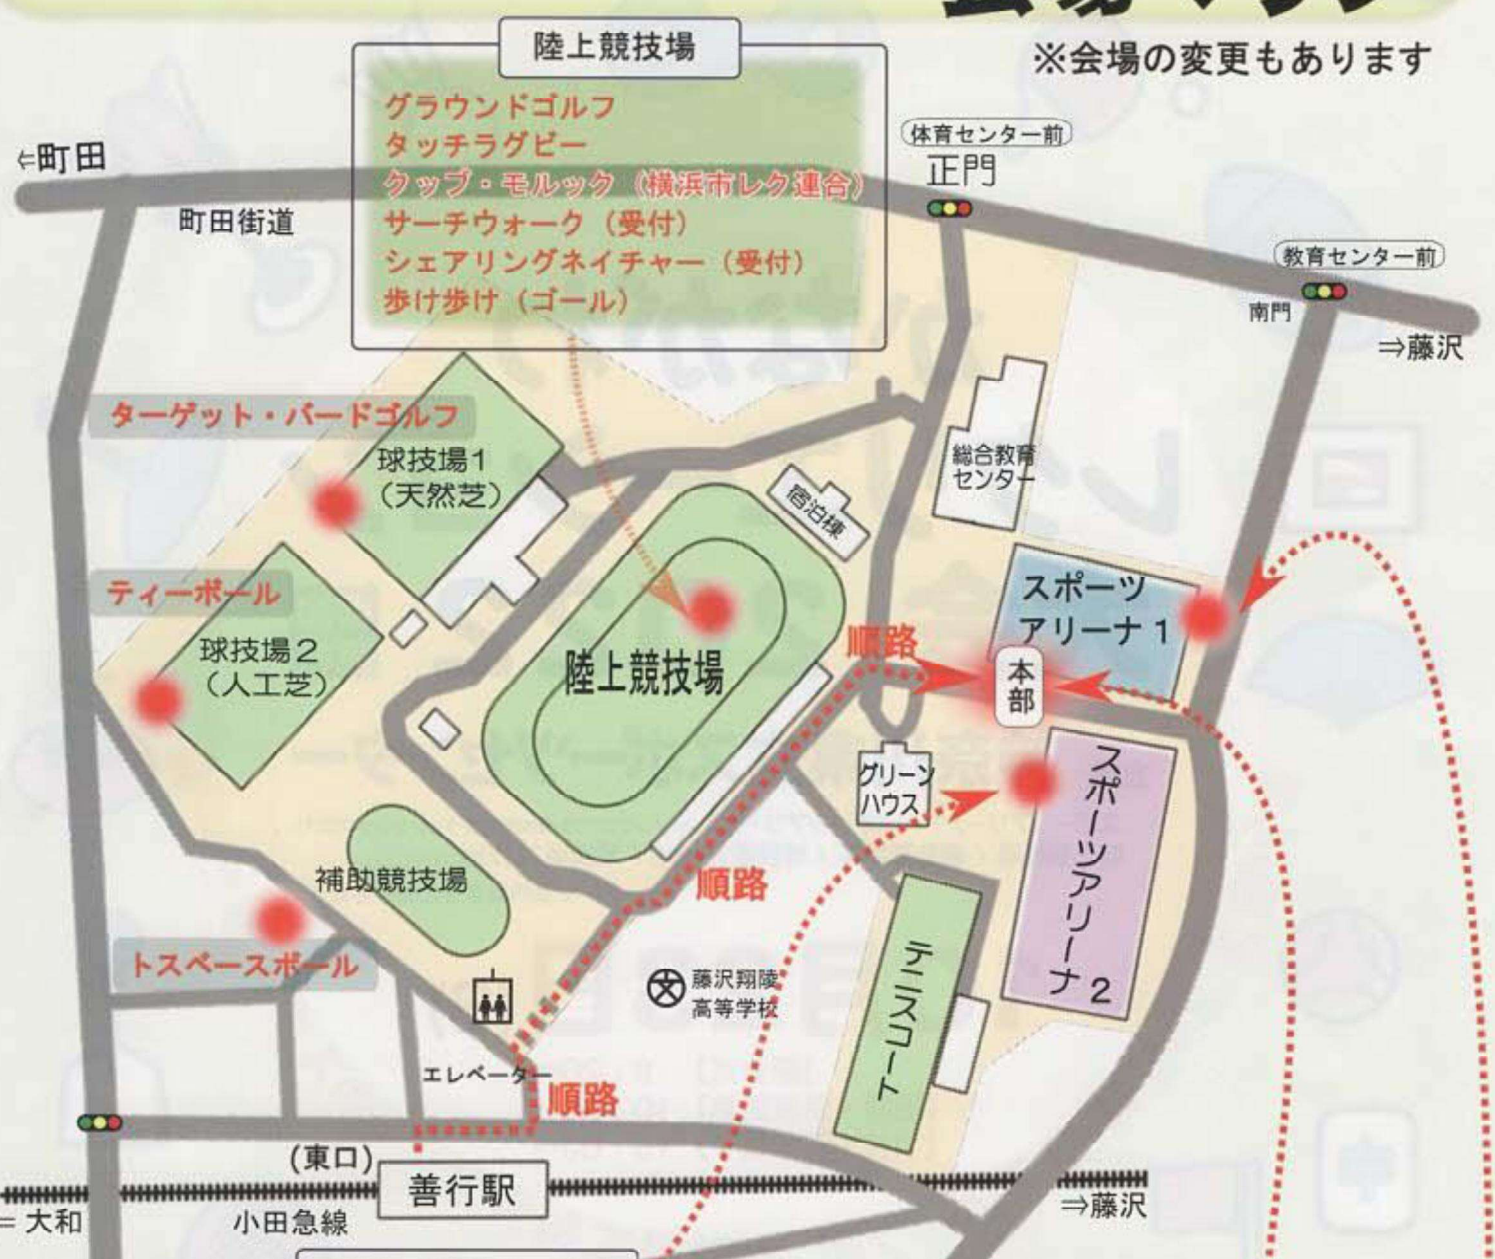 ※会場の変更もあります
陸上競技場
グラウンドゴルフ
タッチラグビー
クッブ・モルック（横浜市レク連合）
サーチウォーク（受付）
シェアリングネイチャー（受付）
歩け歩け（ゴール）
体育センター前
正門
⇐町田
町田街道
教育センター前
南門
⇒藤沢
ターゲット・バードゴルフ
球技場1
（天然芝）
総合教育
センター
宿泊棟
ティーボール
スポーツ
アリーナ1
球技場2
（人工芝）
順路
陸上競技場
本部
グリーン
ハウス
スポーツアリーナ2
補助競技場
順路
トスベースボール
藤沢翔陵
高等学校
テニスコート
エレベーター
順路
(東口)
善行駅
大和
小田急線
⇒藤沢